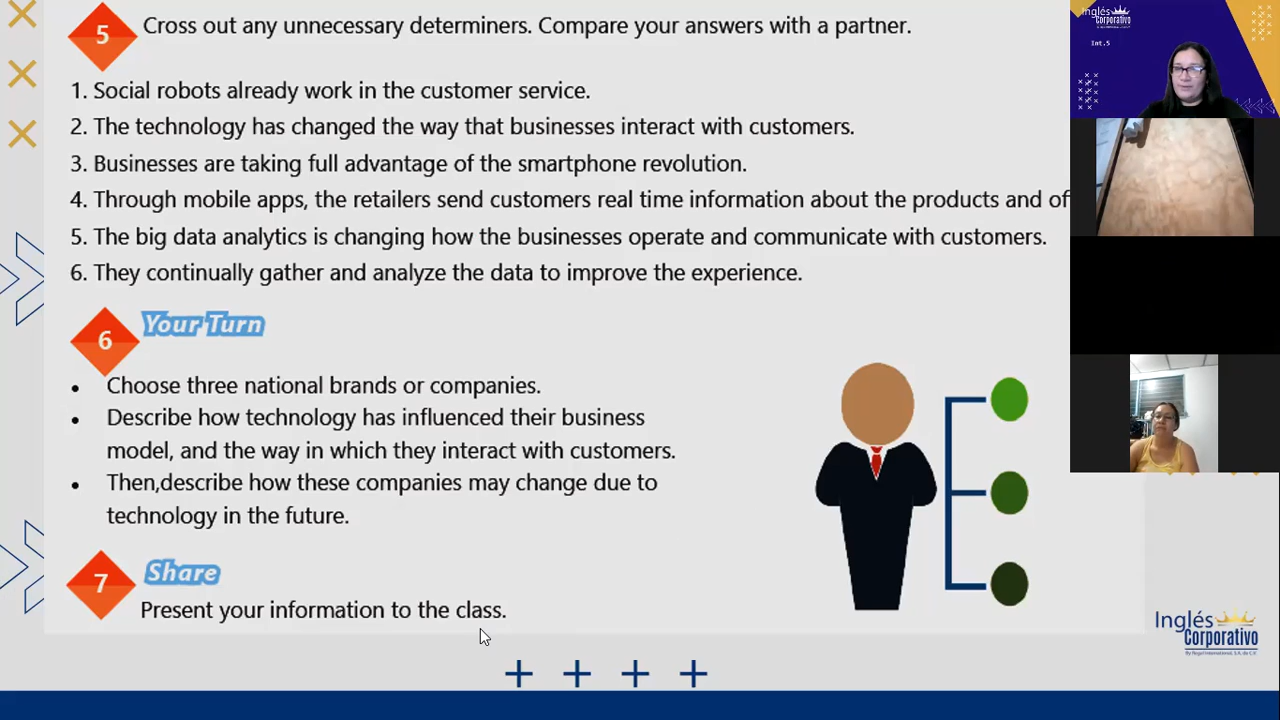 5 Cross out any unnecessary determiners. Compare your answers with a partner.
1. Social robots already work in the customer service.
2. The technology has changed the way that businesses interact with customers.
3. Businesses are taking full advantage of the smartphone revolution.
4. Through mobile apps, the retailers send customers real time information about the products and of
5. The big data analytics is changing how the businesses operate and communicate with customers.
6. They continually gather and analyze the data to improve the experience.
6 Your Turn
• Choose three national brands or companies.
• Describe how technology has influenced their business
model, and the way in which they interact with customers.
• Then,describe how these companies may change due to
technology in the future.
7 Share
Present your information to the class.
Inglés
Corporativo
Int.5
Inglés
Corporativo
By Regal International, S.A. de C.V.